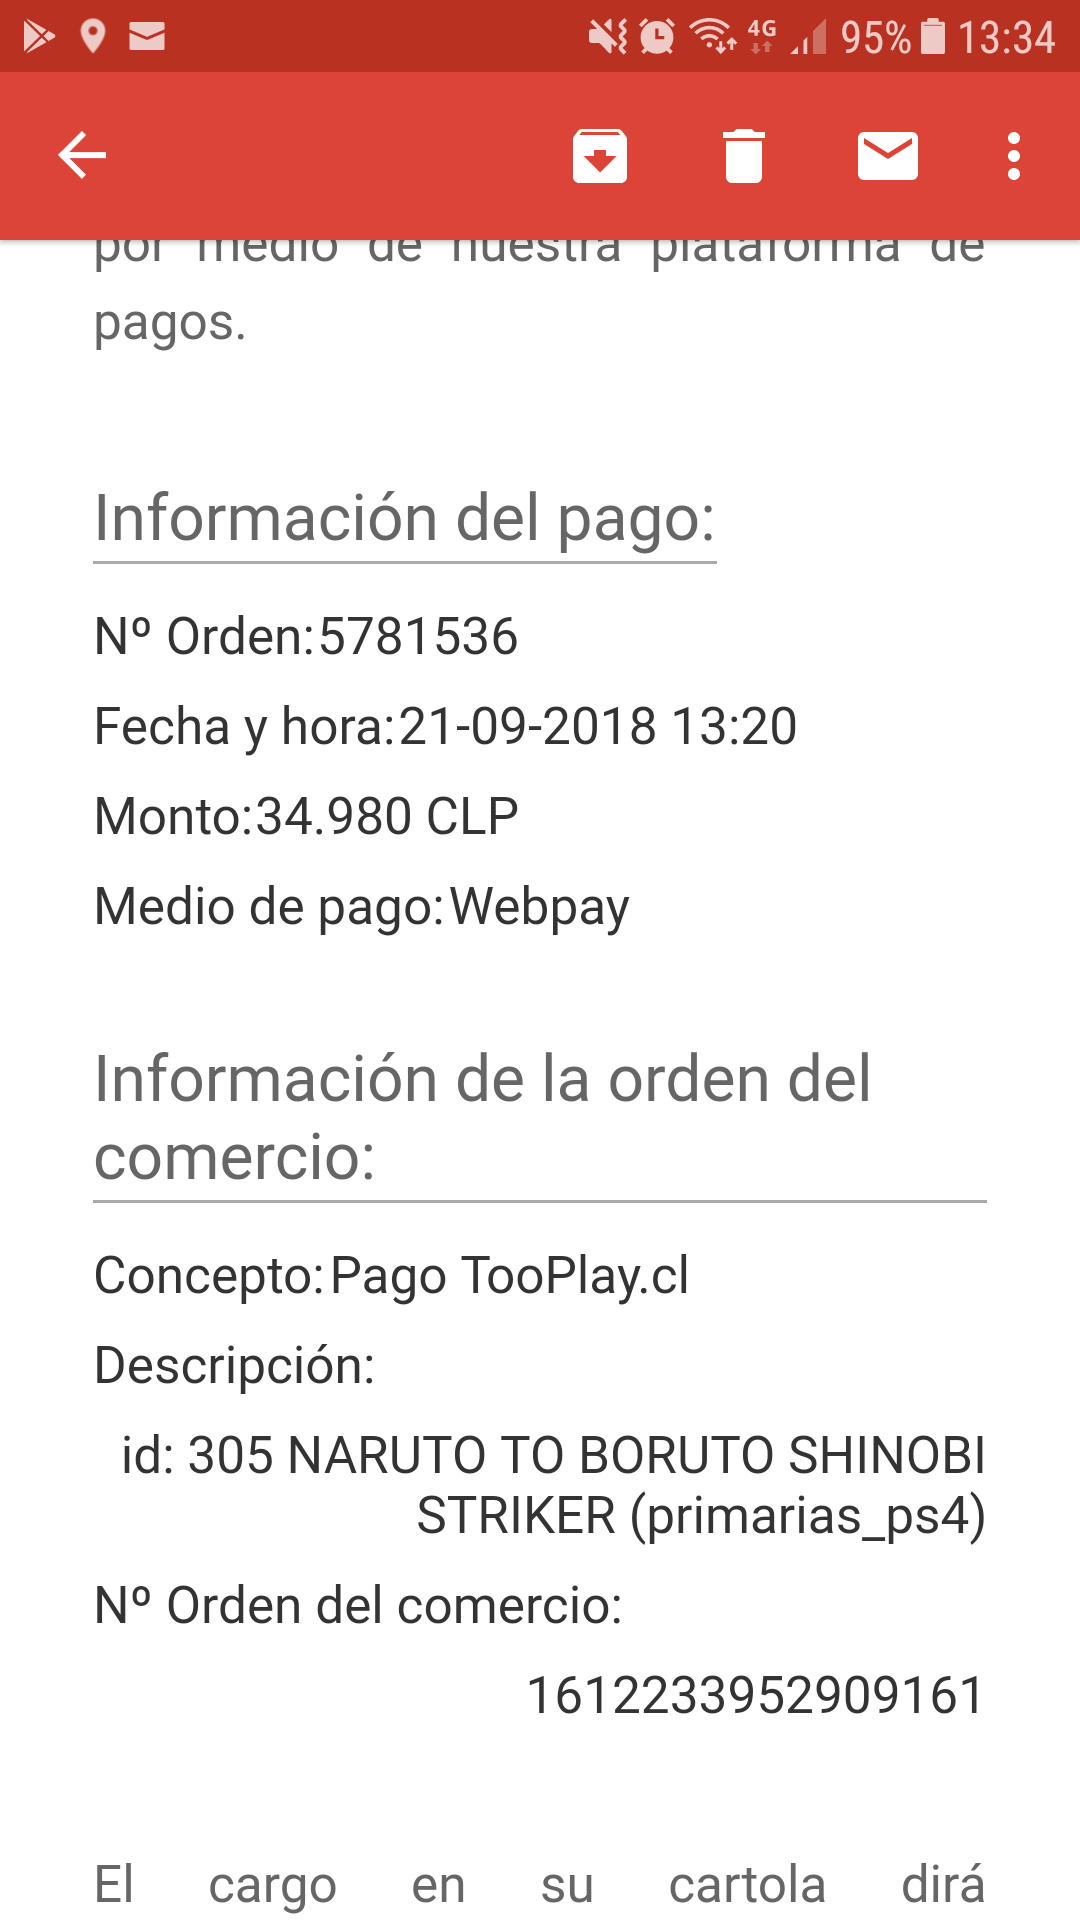 4G 95% 13:34
por medio de nuestra plataforma de
pagos.
Información del pago:
Nº Orden:5781536
Fecha y hora:21-09-2018 13:20
Monto:34.980 CLP
Medio de pago:Webpay
Información de la orden del
comercio:
Concepto:Pago TooPlay.cl
Descripción:
id: 305 NARUTO TO BORUTO SHINOBI
STRIKER (primarias_ps4)
Nº Orden del comercio:
1612233952909161
El cargo en su cartola dirá